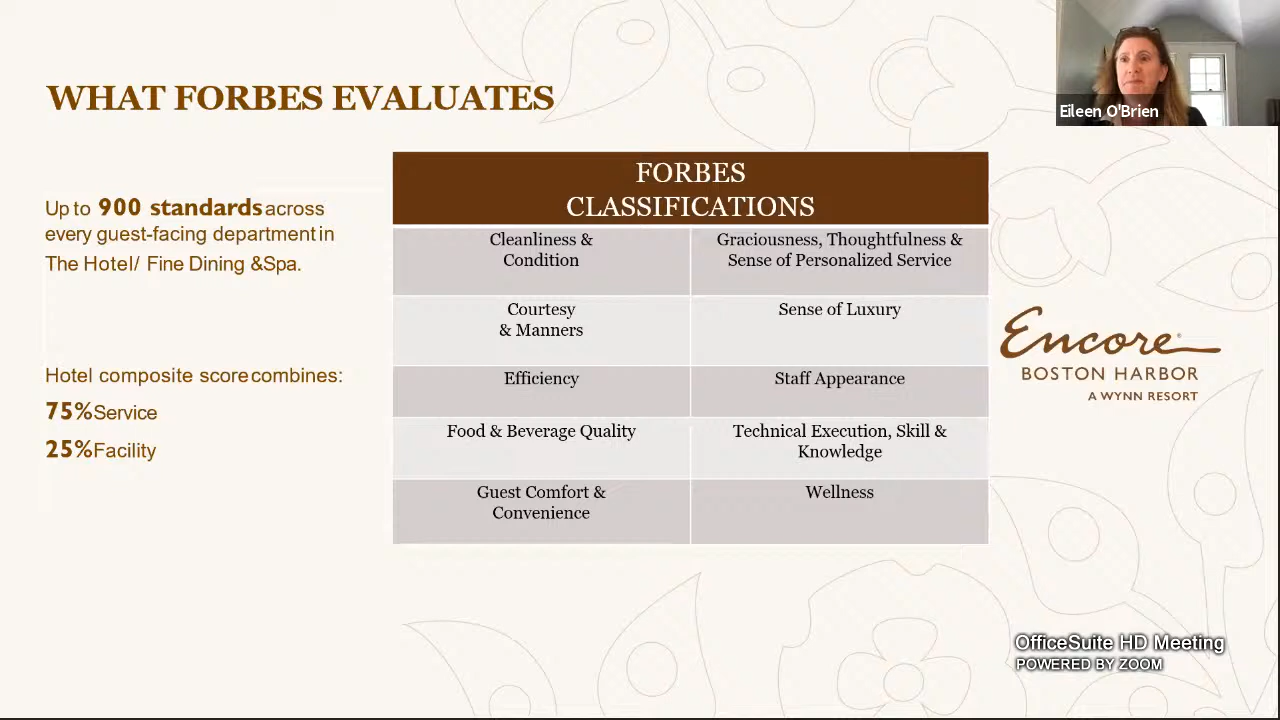 WHAT FORBES EVALUATES
Eileen O'Brien
Up to 900 standards across
every guest-facing department in
The Hotel/ Fine Dining &Spa.
Hotel composite score combines:
75%Service
25%Facility
FORBES
CLASSIFICATIONS
Cleanliness &
Condition
Graciousness, Thoughtfulness &
Sense of Personalized Service
Courtesy
& Manners
Sense of Luxury
Efficiency
Staff Appearance
Food & Beverage Quality
Technical Execution, Skill &
Knowledge
Guest Comfort &
Convenience
Wellness
Encore
BOSTON HARBOR
A WYNN RESORT
OfficeSuite HD Meeting
POWERED BY ZOOM